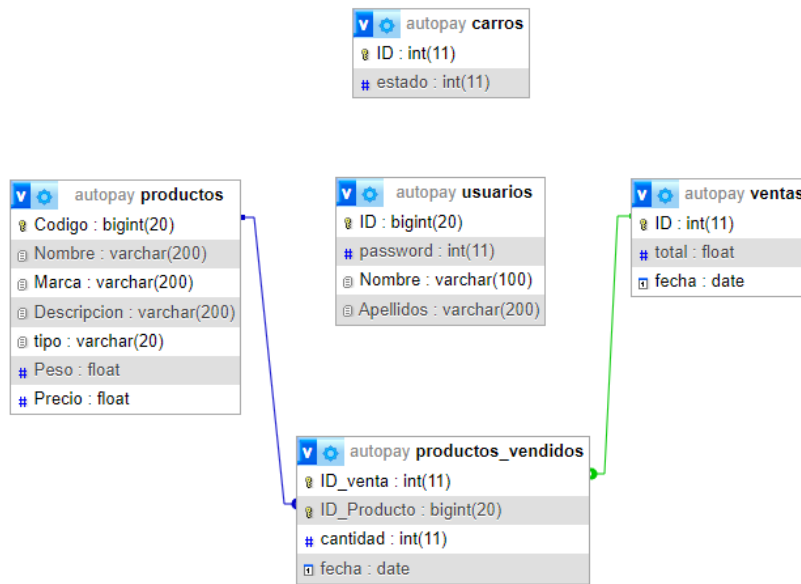 autopay carros
ID : int(11)
# estado : int(11)
autopay productos
Codigo : bigint(20)
Nombre : varchar(200)
Marca : varchar(200)
Descripcion : varchar(200)
tipo : varchar(20)
# Peso : float
# Precio : float
autopay usuarios
ID : bigint(20)
# password : int(11)
Nombre : varchar(100)
Apellidos : varchar(200)
autopay ventas
ID : int(11)
# total : float
fecha : date
autopay productos_vendidos
ID_venta : int(11)
ID_Producto : bigint(20)
# cantidad : int(11)
fecha : date